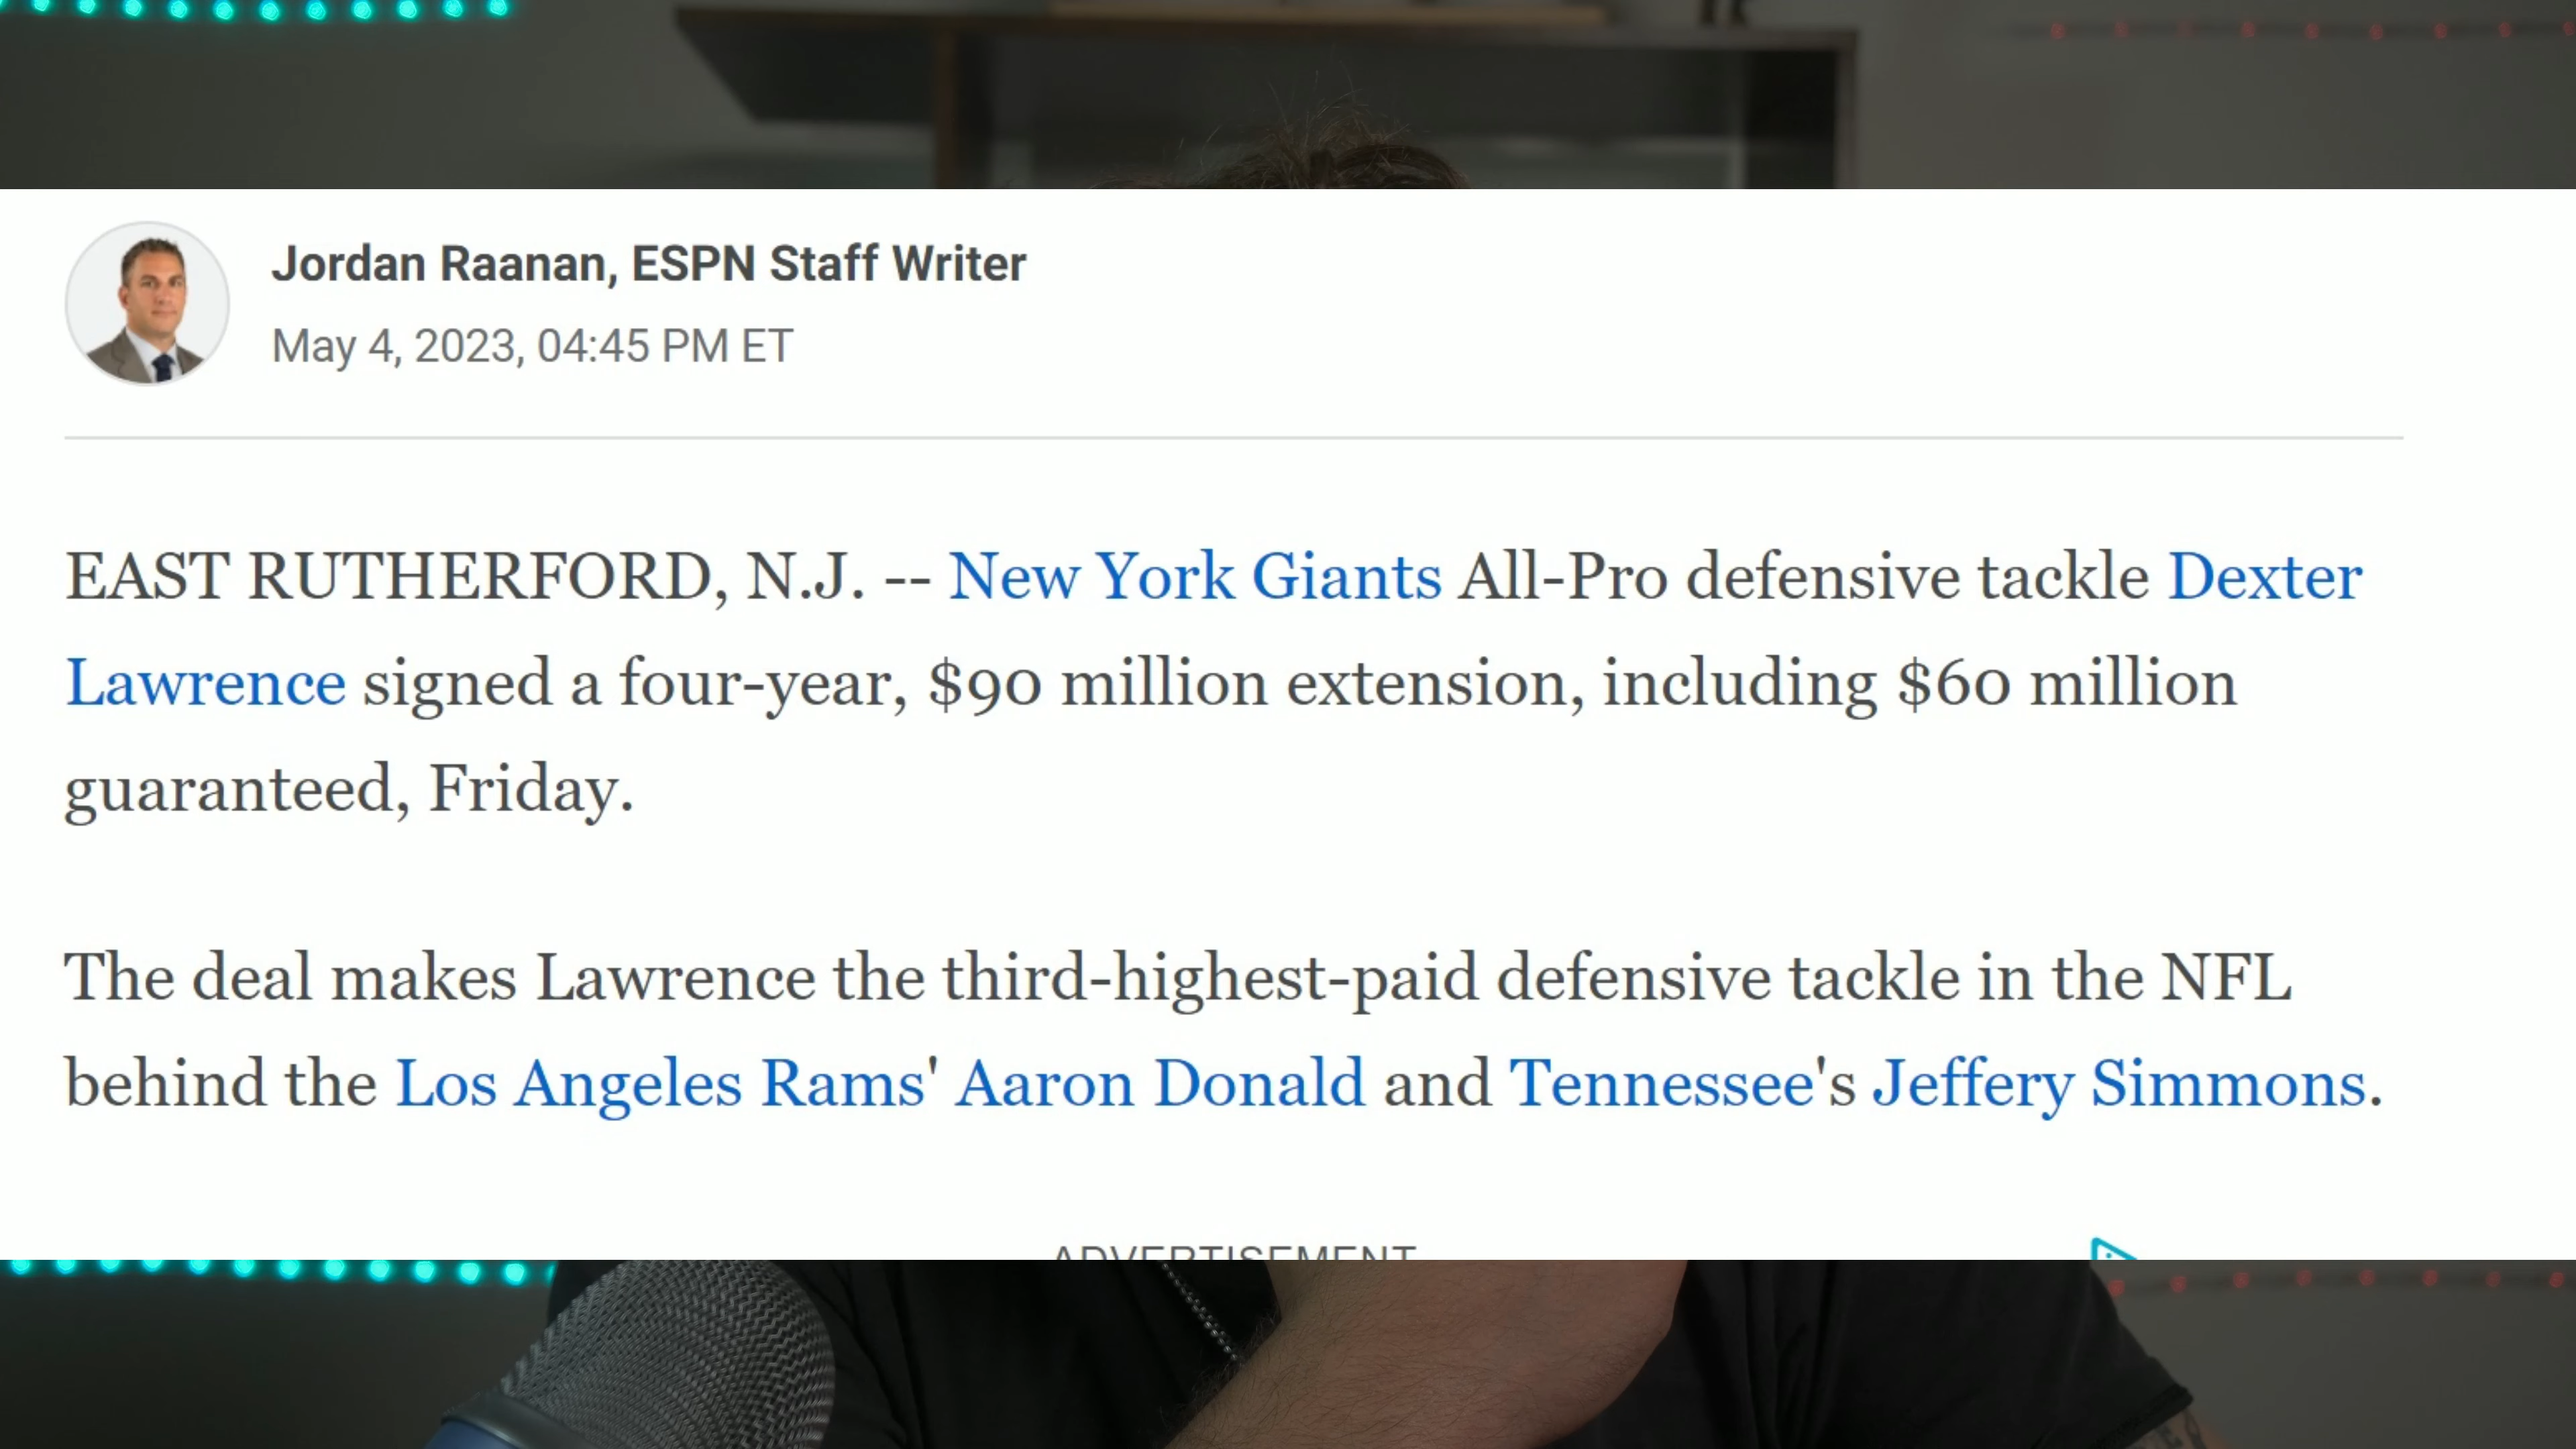 Jordan Raanan, ESPN Staff Writer
May 4, 2023, 04:45 PM ET
EAST RUTHERFORD, N.J. -- New York Giants All-Pro defensive tackle Dexter
Lawrence signed a four-year, $90 million extension, including $60 million
guaranteed, Friday.
The deal makes Lawrence the third-highest-paid defensive tackle in the NFL
behind the Los Angeles Rams' Aaron Donald and Tennessee's Jeffery Simmons.
ADVERTISEMENT